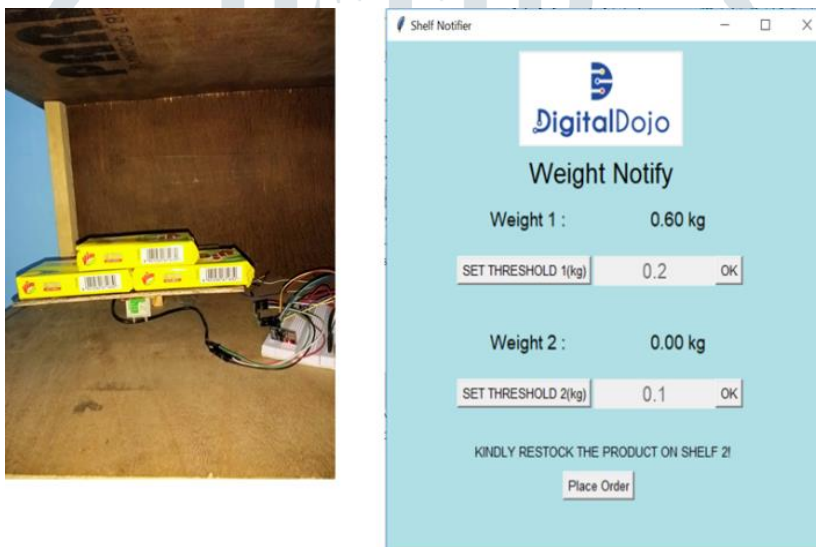 Shelf Notifier
DigitalDojo
Weight Notify
Weight 1 : 0.60 kg
SET THRESHOLD 1(kg) 0.2 OK
Weight 2 : 0.00 kg
SET THRESHOLD 2(kg) 0.1 OK
KINDLY RESTOCK THE PRODUCT ON SHELF 2!
Place Order